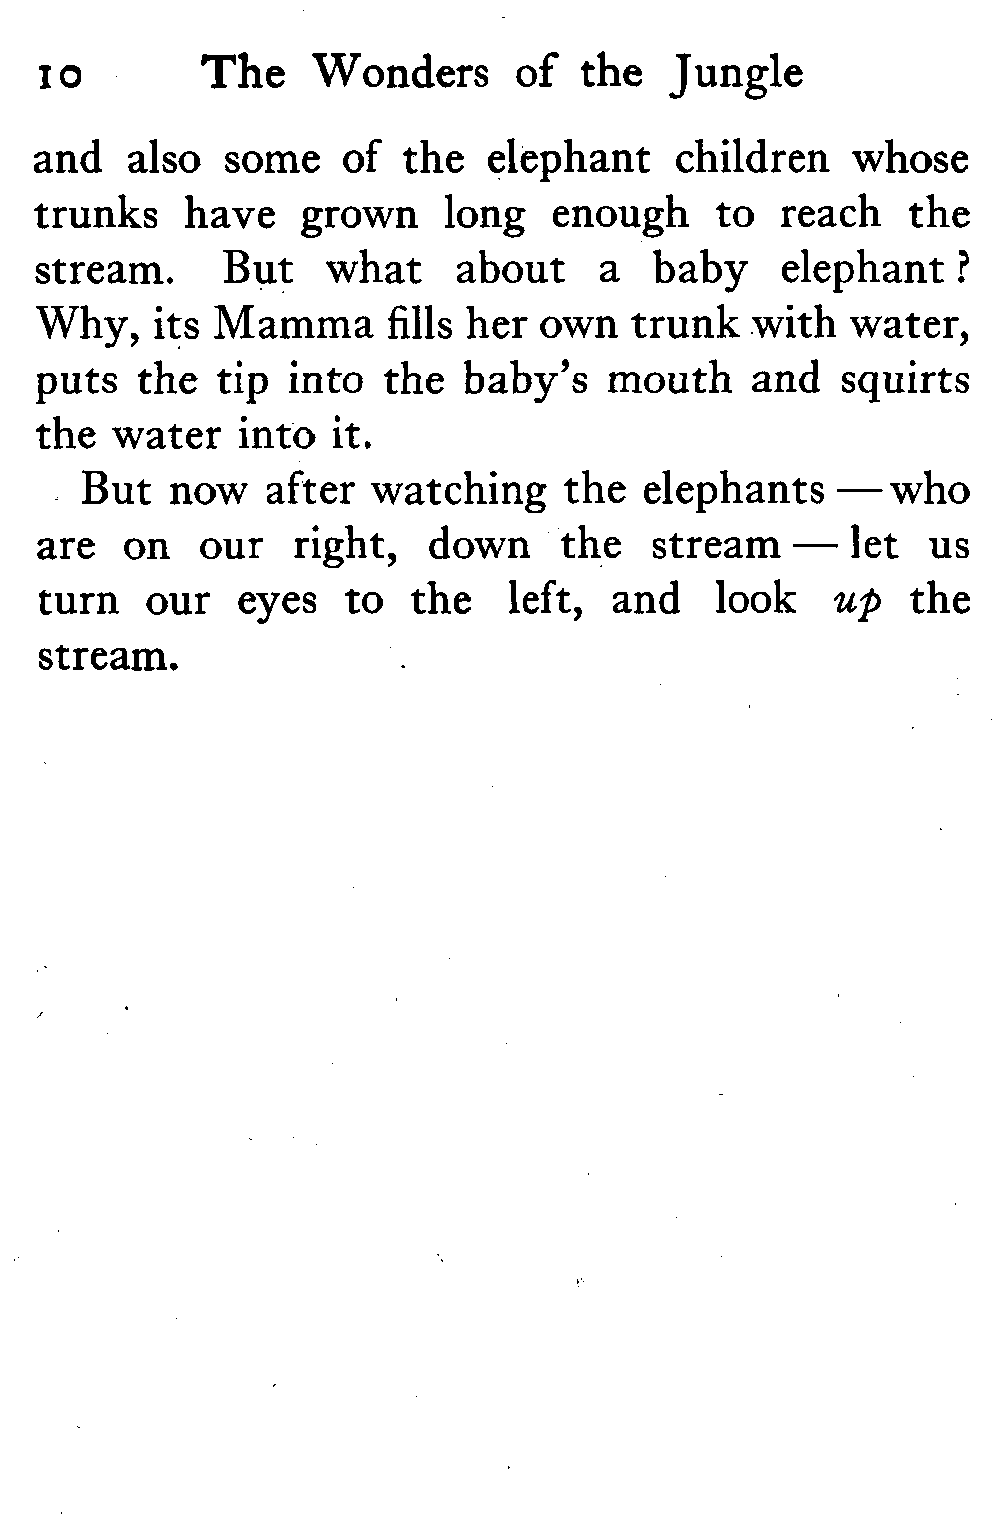 10 The Wonders of the Jungle
and also some of the elephant children whose
trunks have grown long enough to reach the
stream. But what about a baby elephant?
Why, its Mamma fills her own trunk with water,
puts the tip into the baby's mouth and squirts
the water into it.
But now after watching the elephants — who
are on our right, down the stream — let us
turn our eyes to the left, and look up the
stream.